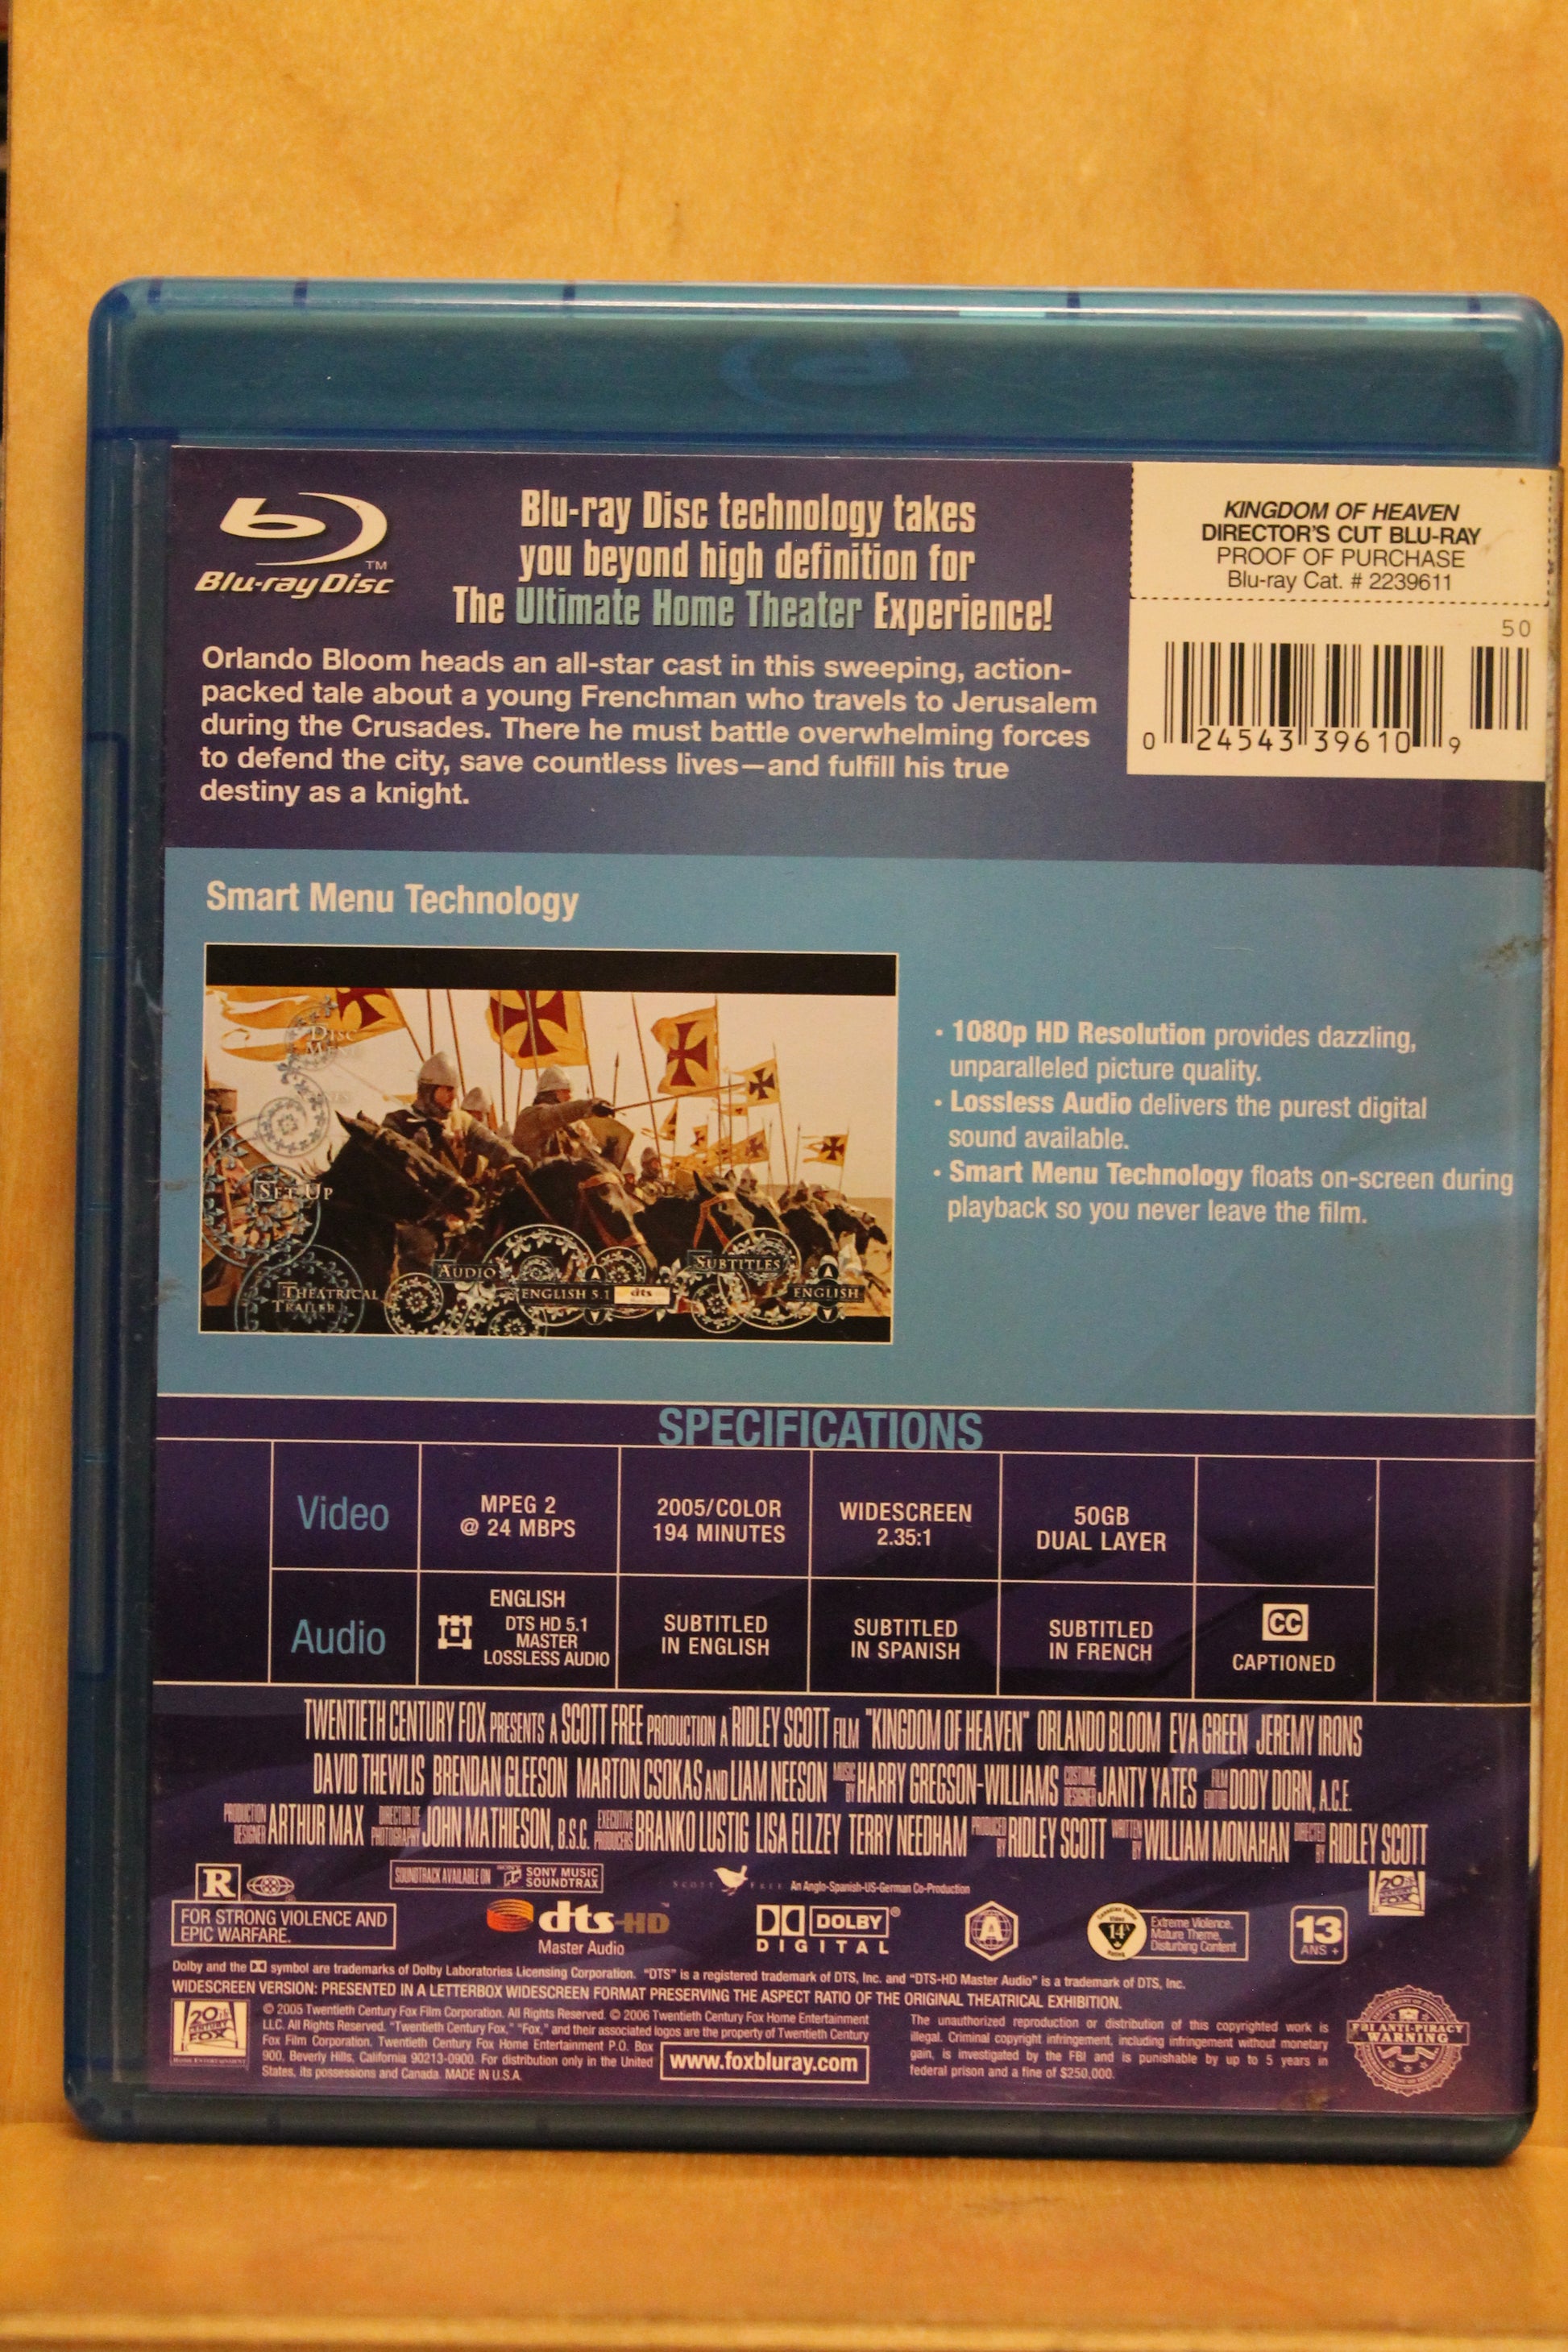 Blu-ray Disc
TM
Blu-ray Disc technology takes
you beyond high definition for
The Ultimate Home Theater Experience!
KINGDOM OF HEAVEN
DIRECTOR'S CUT BLU-RAY
PROOF OF PURCHASE
Blu-ray Cat. # 2239611
50
0 24543 39610 9
Orlando Bloom heads an all-star cast in this sweeping, action-
packed tale about a young Frenchman who travels to Jerusalem
during the Crusades. There he must battle overwhelming forces
to defend the city, save countless lives—and fulfill his true
destiny as a knight.
Smart Menu Technology
DISC
MENU
SET UP
THEATRICAL
TRAILER
AUDIO
ENGLISH 5.1 dts
SUBTITLES
ENGLISH
• 1080p HD Resolution provides dazzling,
unparalleled picture quality.
• Lossless Audio delivers the purest digital
sound available.
• Smart Menu Technology floats on-screen during
playback so you never leave the film.
SPECIFICATIONS
Video
MPEG 2
@ 24 MBPS
2005/COLOR
194 MINUTES
WIDESCREEN
2.35:1
50GB
DUAL LAYER
Audio
ENGLISH
DTS HD 5.1
MASTER
LOSSLESS AUDIO
SUBTITLED
IN ENGLISH
SUBTITLED
IN SPANISH
SUBTITLED
IN FRENCH
CC
CAPTIONED
TWENTIETH CENTURY FOX PRESENTS A SCOTT FREE PRODUCTION A RIDLEY SCOTT FILM "KINGDOM OF HEAVEN" ORLANDO BLOOM EVA GREEN JEREMY IRONS
DAVID THEWLIS BRENDAN GLEESON MARTON CSOKAS AND LIAM NEESON MUSIC BY HARRY GREGSON-WILLIAMS COSTUME DESIGNER JANTY YATES FILM EDITOR DODY DORN, A.C.E.
PRODUCTION DESIGNER ARTHUR MAX DIRECTOR OF PHOTOGRAPHY JOHN MATHIESON, B.S.C. EXECUTIVE PRODUCERS BRANKO LUSTIG LISA ELLZEY TERRY NEEDHAM PRODUCED BY RIDLEY SCOTT WRITTEN BY WILLIAM MONAHAN DIRECTED BY RIDLEY SCOTT
R
SOUNDTRACK AVAILABLE ON SONY MUSIC
SOUNDTRAX
SCOTT FREE
An Anglo-Spanish-US-German Co-Production
20th CENTURY FOX
FOR STRONG VIOLENCE AND
EPIC WARFARE.
dts-HD
Master Audio
DOLBY®
DIGITAL
A
14A
Extreme Violence,
Mature Theme,
Disturbing Content
13
ANS +
Dolby and the DD symbol are trademarks of Dolby Laboratories Licensing Corporation. "DTS" is a registered trademark of DTS, Inc. and "DTS-HD Master Audio" is a trademark of DTS, Inc.
WIDESCREEN VERSION: PRESENTED IN A LETTERBOX WIDESCREEN FORMAT PRESERVING THE ASPECT RATIO OF THE ORIGINAL THEATRICAL EXHIBITION.
20th CENTURY FOX
HOME ENTERTAINMENT
© 2005 Twentieth Century Fox Film Corporation. All Rights Reserved. © 2006 Twentieth Century Fox Home Entertainment
LLC. All Rights Reserved. "Twentieth Century Fox," "Fox," and their associated logos are the property of Twentieth Century
Fox Film Corporation. Twentieth Century Fox Home Entertainment P.O. Box
900, Beverly Hills, California 90213-0900. For distribution only in the United
States, its possessions and Canada. MADE IN U.S.A.
www.foxbluray.com
The unauthorized reproduction or distribution of this copyrighted work is
illegal. Criminal copyright infringement, including infringement without monetary
gain, is investigated by the FBI and is punishable by up to 5 years in
federal prison and a fine of $250,000.
FBI ANTI-PIRACY
WARNING